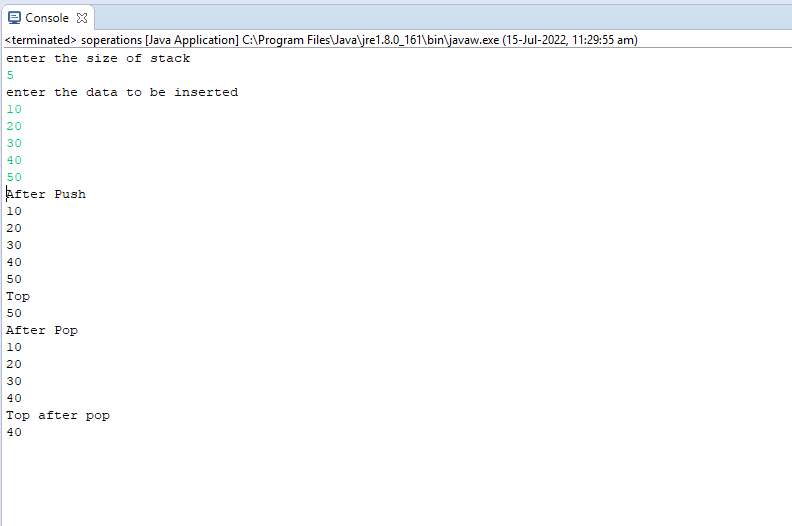 Console
<terminated> soperations [Java Application] C:\Program Files\Java\jre1.8.0_161\bin\javaw.exe (15-Jul-2022, 11:29:55 am)
enter the size of stack
5
enter the data to be inserted
10
20
30
40
50
After Push
10
20
30
40
50
Top
50
After Pop
10
20
30
40
Top after pop
40